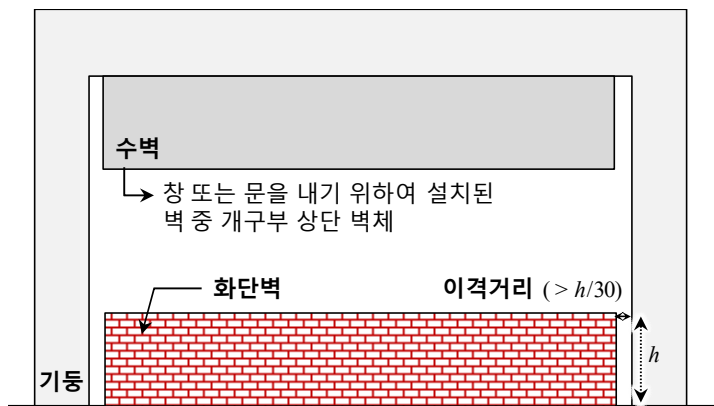 수벽
창 또는 문을 내기 위하여 설치된
벽 중 개구부 상단 벽체
화단벽
이격거리 ( > h/30)
h
기둥